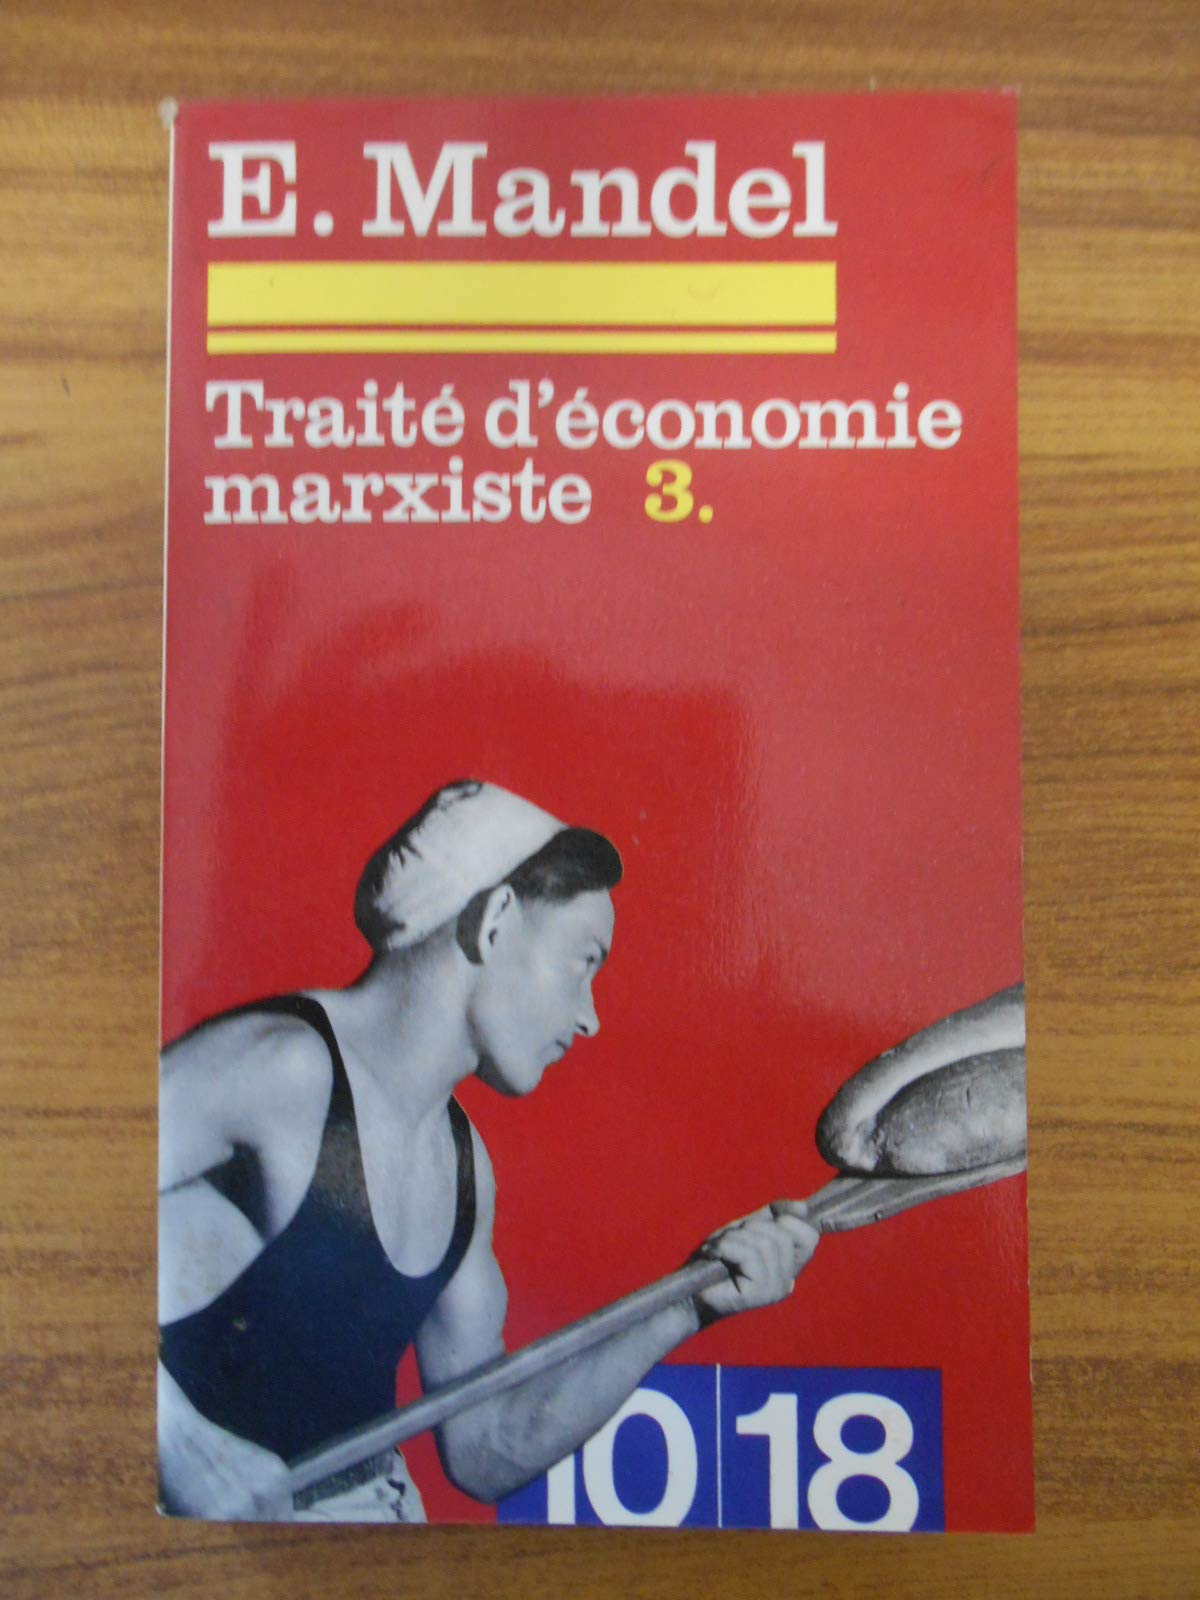 E. Mandel
Traité d'économie
marxiste 3.
10|18